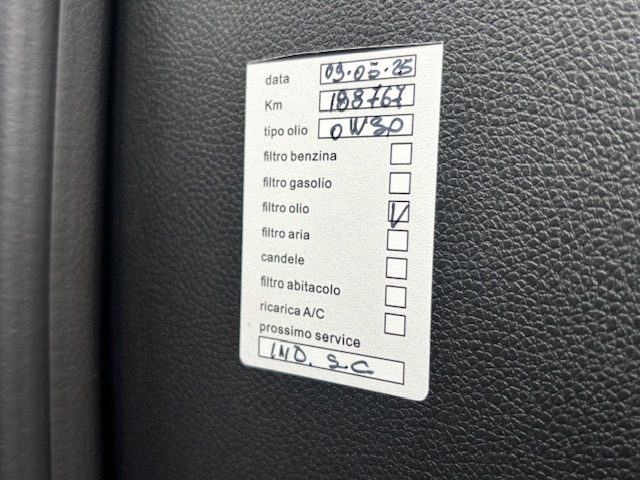 data 09.05.25
Km 188767
tipo olio 0W30
filtro benzina
filtro gasolio
filtro olio V
filtro aria
candele
filtro abitacolo
ricarica A/C
prossimo service
IND. S.C